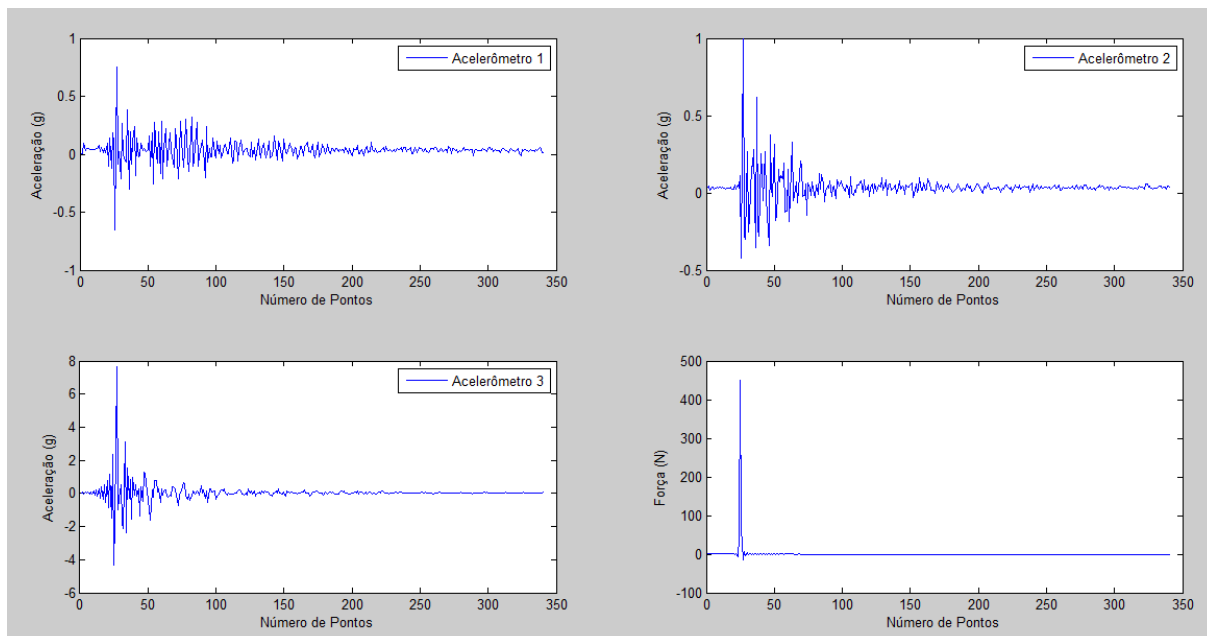 1
0.5
0
-0.5
-1
Aceleração (g)
Acelerômetro 1
0 50 100 150 200 250 300 350
Número de Pontos
1
0.5
0
-0.5
Aceleração (g)
Acelerômetro 2
0 50 100 150 200 250 300 350
Número de Pontos
8
6
4
2
0
-2
-4
-6
Aceleração (g)
Acelerômetro 3
0 50 100 150 200 250 300 350
Número de Pontos
500
400
300
200
100
0
-100
Força (N)
0 50 100 150 200 250 300 350
Número de Pontos